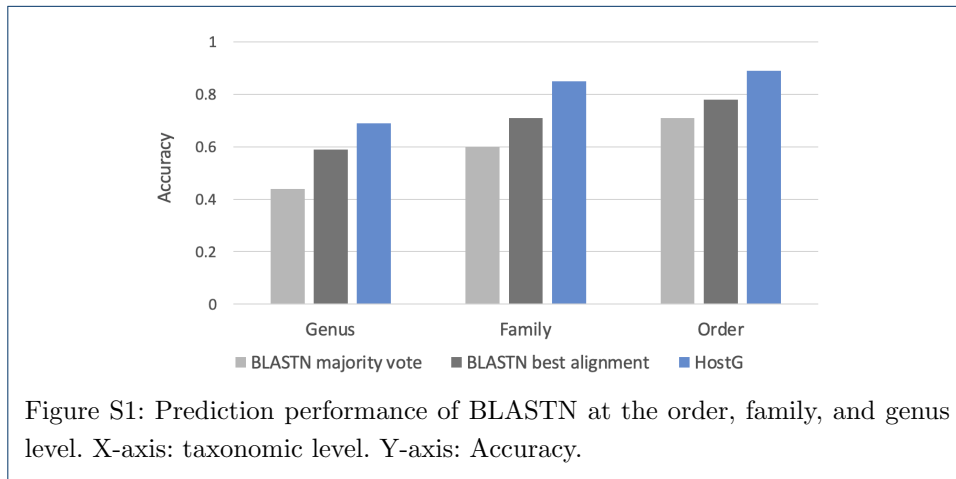 1
0.8
0.6
0.4
0.2
0
Accuracy
Genus Family Order
BLASTN majority vote BLASTN best alignment HostG
Figure S1: Prediction performance of BLASTN at the order, family, and genus
level. X-axis: taxonomic level. Y-axis: Accuracy.